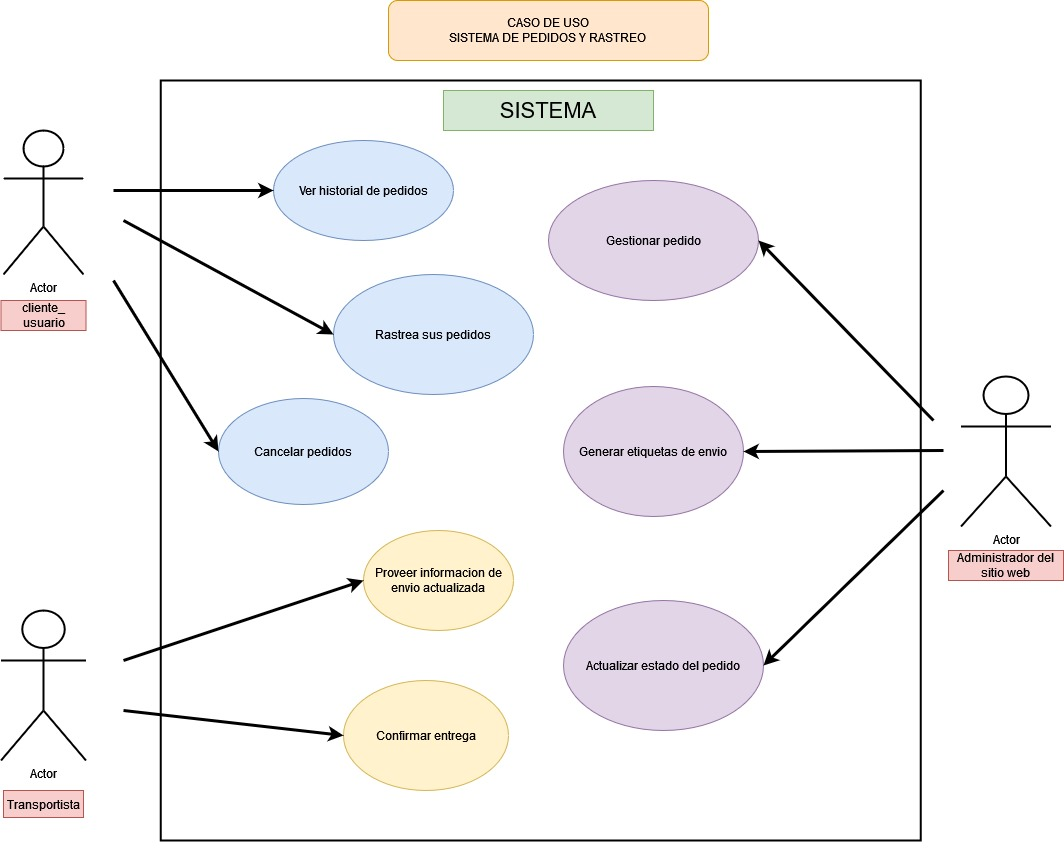 CASO DE USO
SISTEMA DE PEDIDOS Y RASTREO
SISTEMA
Ver historial de pedidos
Gestionar pedido
Actor
cliente_
usuario
Rastrea sus pedidos
Cancelar pedidos
Generar etiquetas de envio
Actor
Administrador del
sitio web
Proveer informacion de
envio actualizada
Actualizar estado del pedido
Confirmar entrega
Actor
Transportista